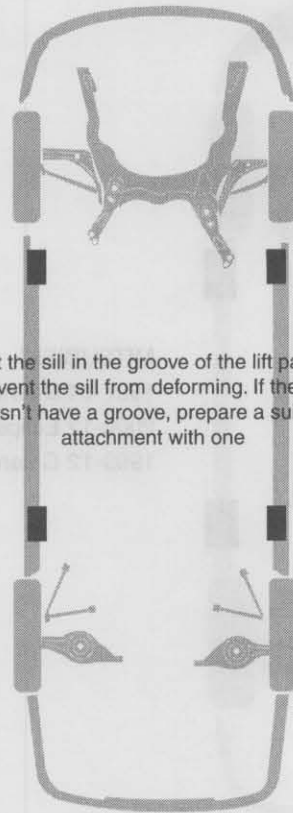 t the sill in the groove of the lift pa
vent the sill from deforming. If the
sn't have a groove, prepare a su
attachment with one